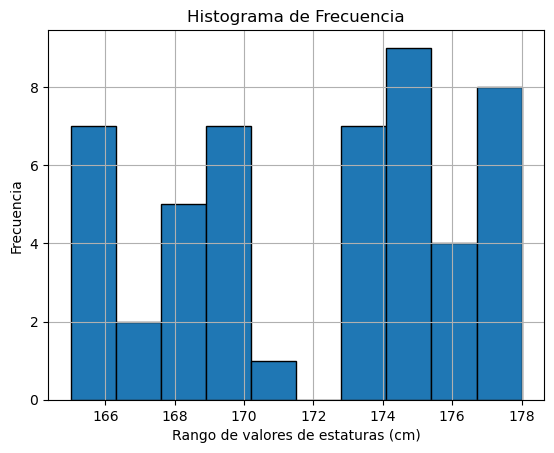 Histograma de Frecuencia
Frecuencia
8
6
4
2
0
166 168 170 172 174 176 178
Rango de valores de estaturas (cm)